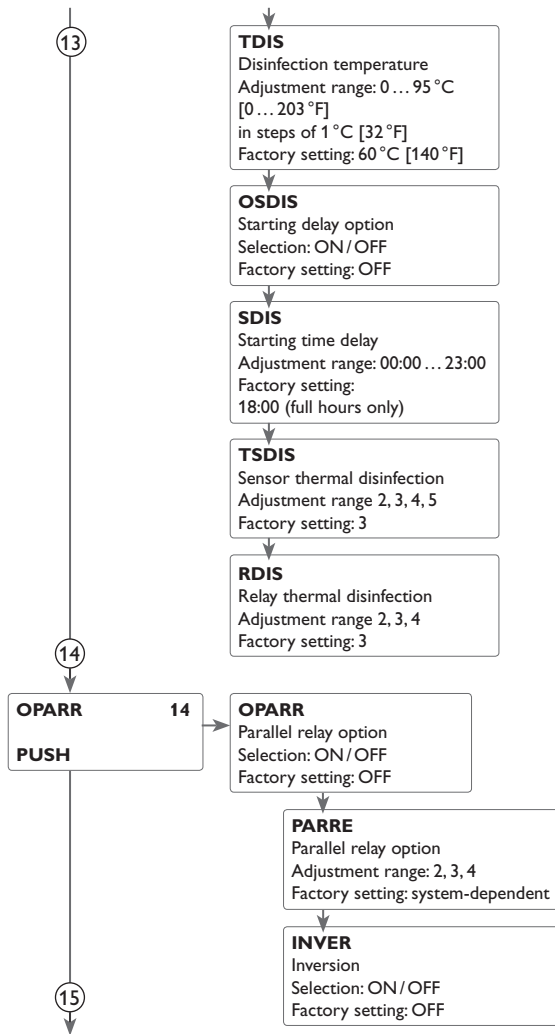 13
TDIS
Disinfection temperature
Adjustment range: 0 … 95 °C
[0 … 203 °F]
in steps of 1 °C [32 °F]
Factory setting: 60 °C [140 °F]
OSDIS
Starting delay option
Selection: ON / OFF
Factory setting: OFF
SDIS
Starting time delay
Adjustment range: 00:00 … 23:00
Factory setting:
18:00 (full hours only)
TSDIS
Sensor thermal disinfection
Adjustment range 2, 3, 4, 5
Factory setting: 3
RDIS
Relay thermal disinfection
Adjustment range 2, 3, 4
Factory setting: 3
14
OPARR 14
PUSH
OPARR
Parallel relay option
Selection: ON / OFF
Factory setting: OFF
PARRE
Parallel relay option
Adjustment range: 2, 3, 4
Factory setting: system-dependent
INVER
Inversion
Selection: ON / OFF
Factory setting: OFF
15